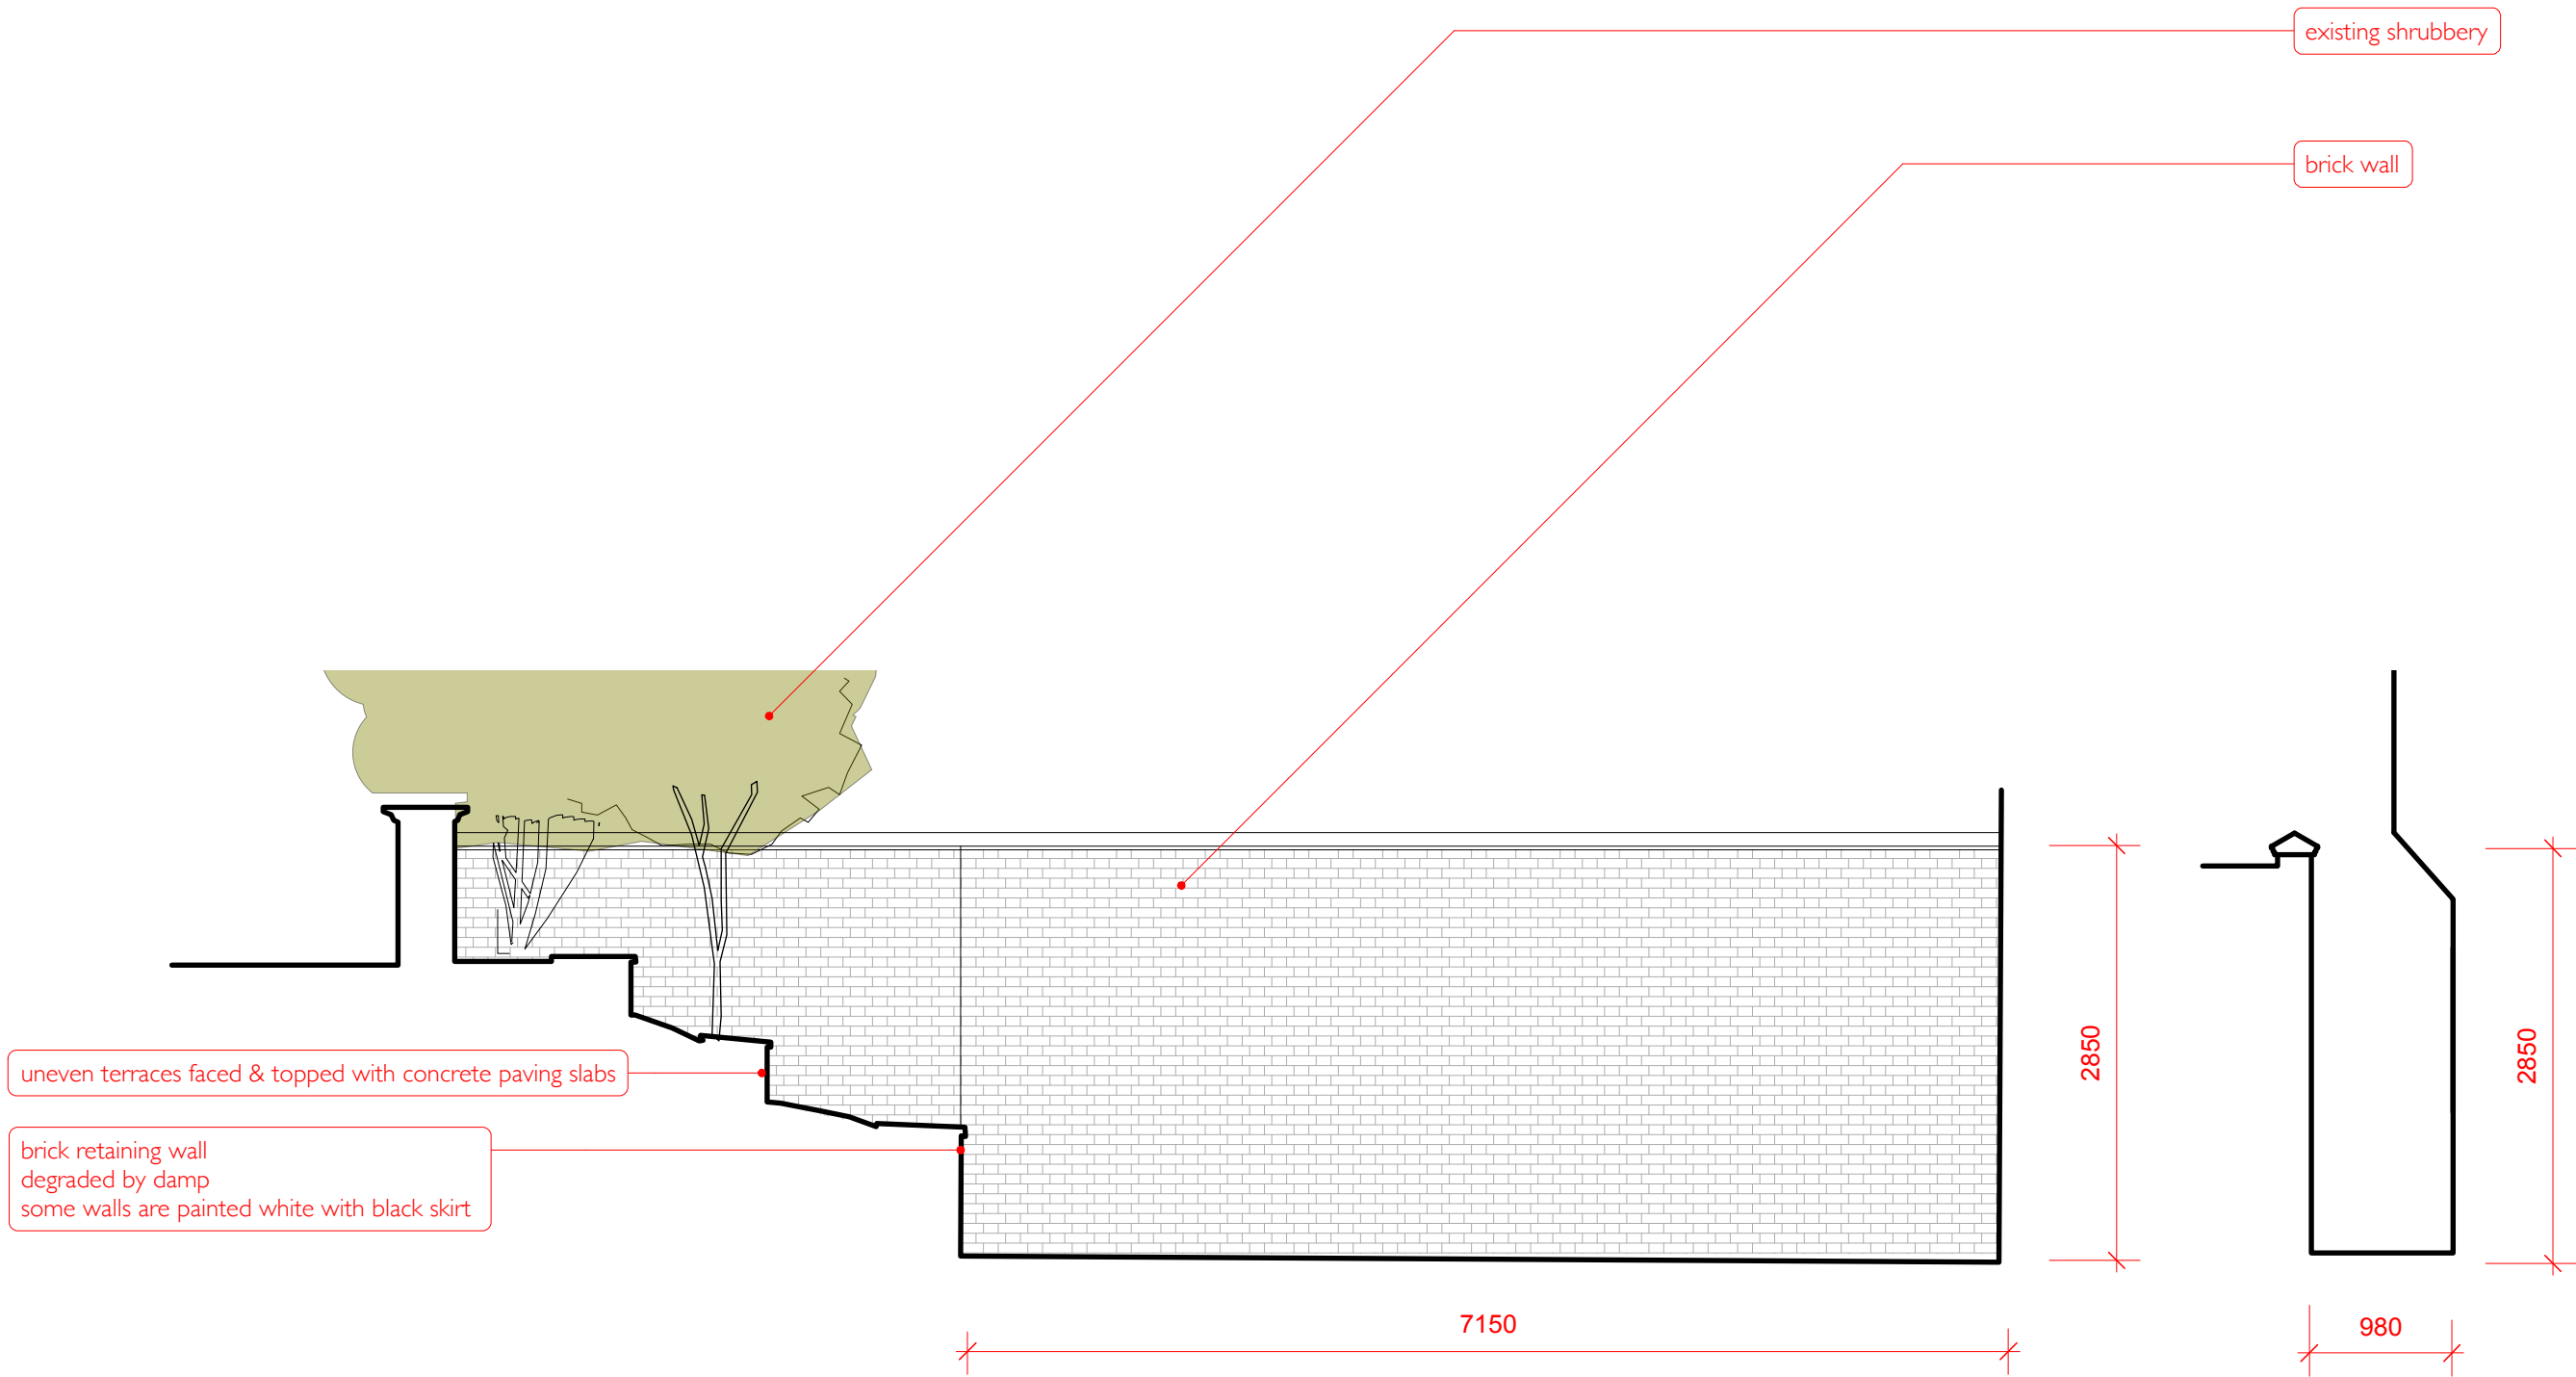 existing shrubbery
brick wall
uneven terraces faced & topped with concrete paving slabs
brick retaining wall
degraded by damp
some walls are painted white with black skirt
2850
2850
7150
980